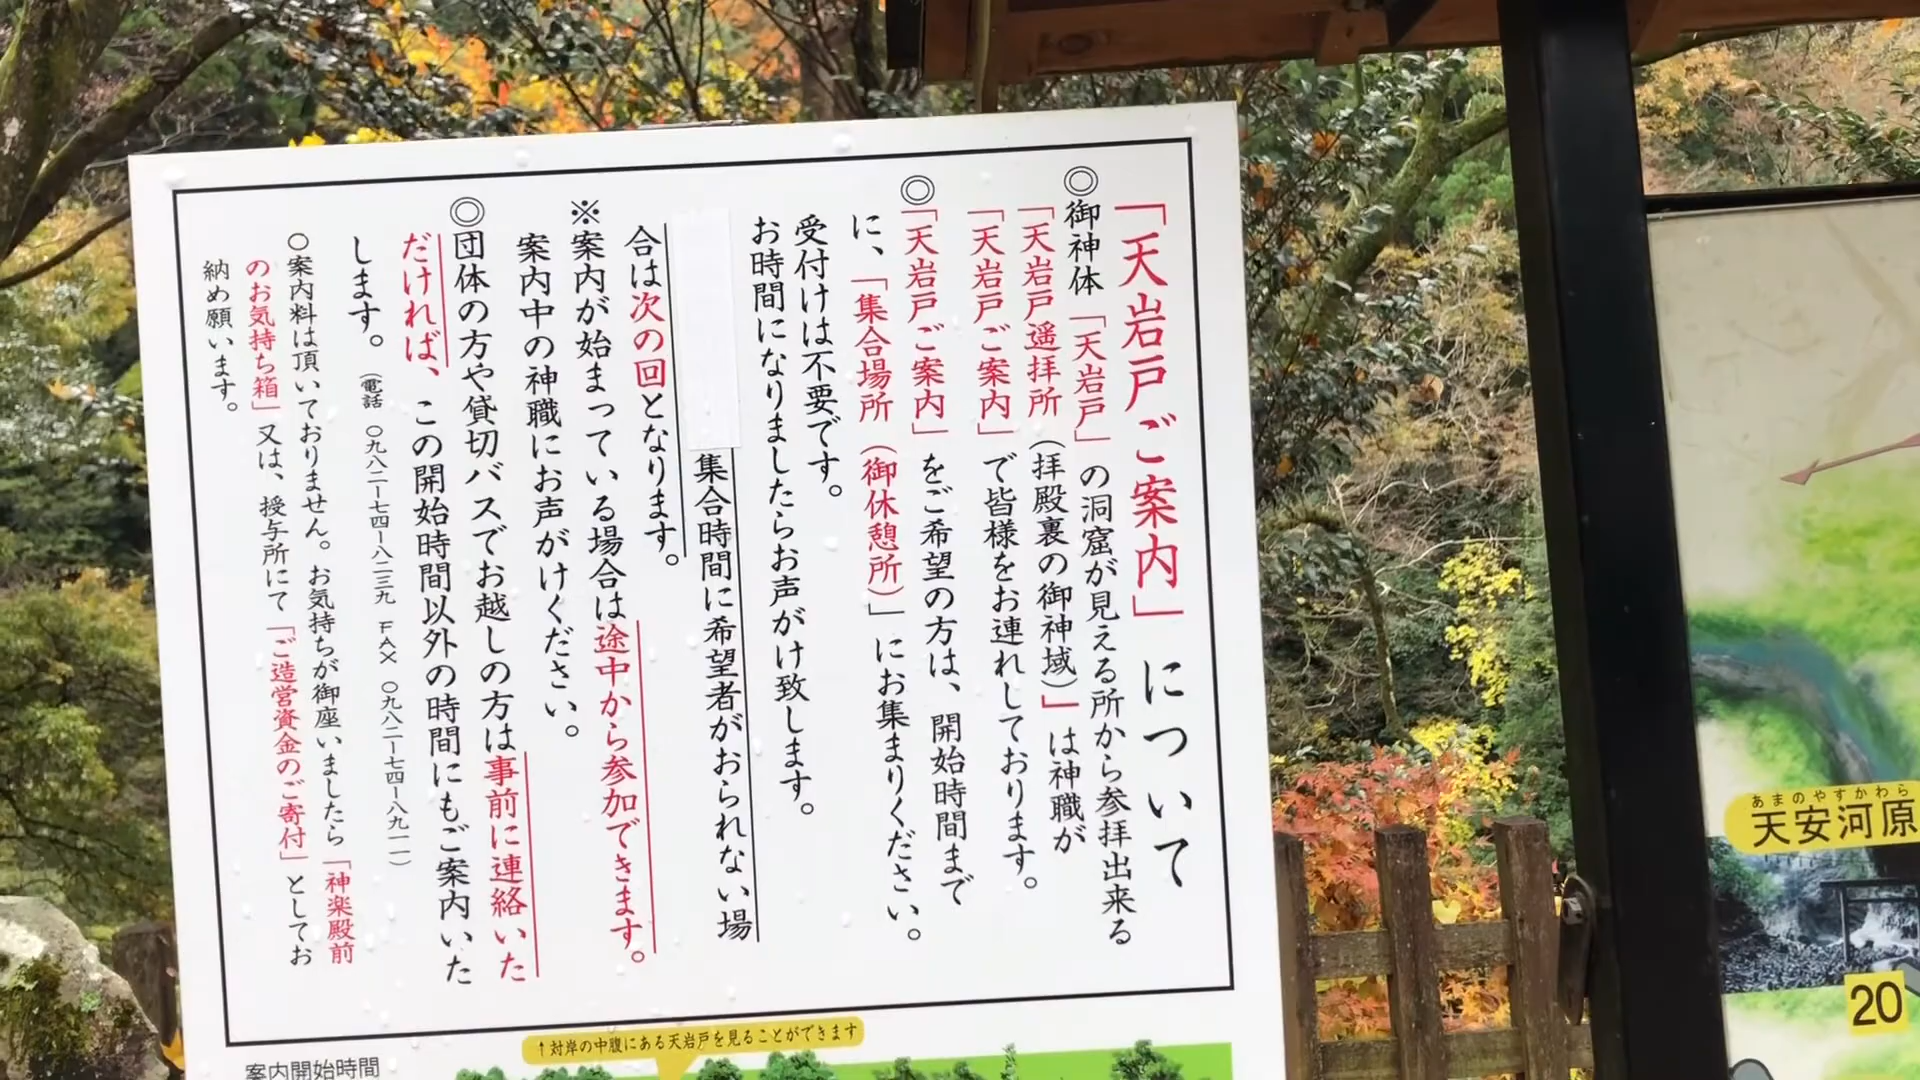 「天岩戸ご案内」について
◎御神体「天岩戸」の洞窟が見える所から参拝出来る
「天岩戸遥拝所（拝殿裏の御神域）」は神職が
「天岩戸ご案内」で皆様をお連れしております。
◎「天岩戸ご案内」をご希望の方は、開始時間まで
に、「集合場所（御休憩所）」にお集まりください。
受付けは不要です。
お時間になりましたらお声がけ致します。
集合時間に希望者がおられない場
合は次の回となります。
※案内が始まっている場合は途中から参加できます。
案内中の神職にお声がけください。
◎団体の方や貸切バスでお越しの方は事前に連絡いた
だければ、この開始時間以外の時間にもご案内いた
します。（電話 〇九八二ー七四ー八二三九 FAX 〇九八二ー七四ー八九一一）
○案内料は頂いておりません。お気持ちが御座いましたら「神楽殿前
のお気持ち箱」又は、授与所にて「ご造営資金のご寄付」としてお
納め願います。
↑対岸の中腹にある天岩戸を見ることができます
案内開始時間
あまのやすかわら
天安河原
20